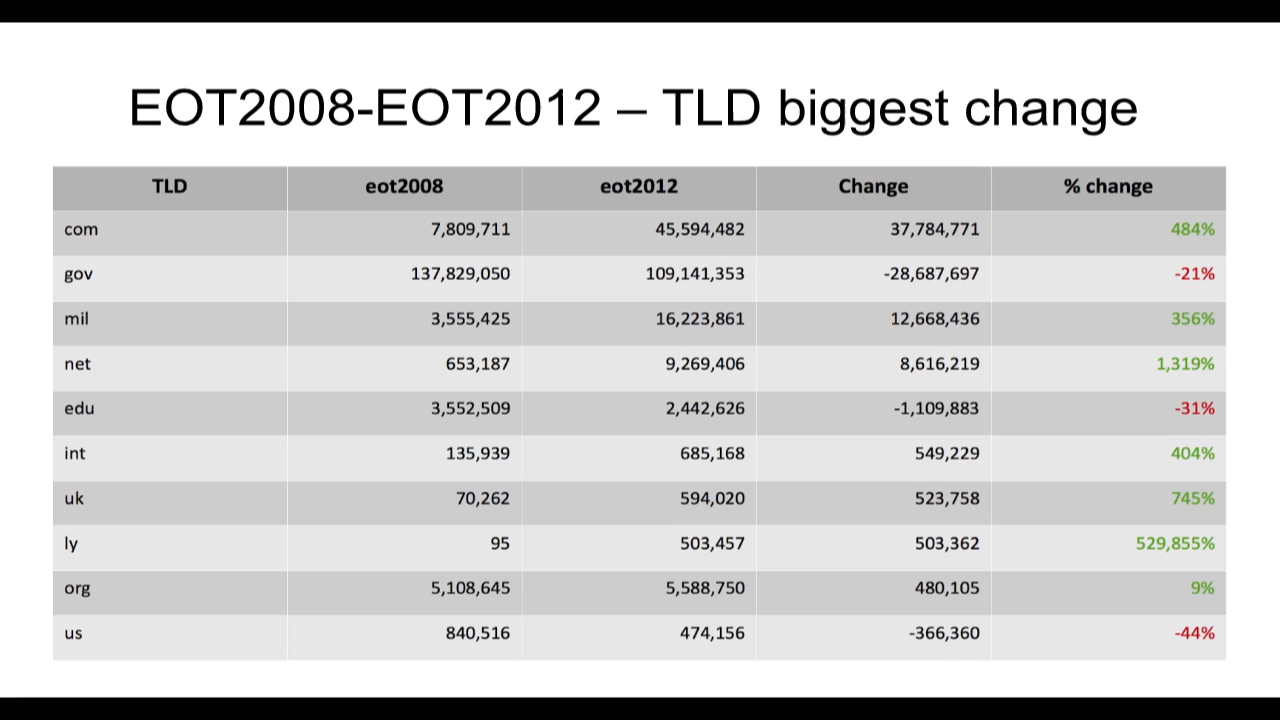 EOT2008-EOT2012 – TLD biggest change
TLD eot2008 eot2012 Change % change
com 7,809,711 45,594,482 37,784,771 484%
gov 137,829,050 109,141,353 -28,687,697 -21%
mil 3,555,425 16,223,861 12,668,436 356%
net 653,187 9,269,406 8,616,219 1,319%
edu 3,552,509 2,442,626 -1,109,883 -31%
int 135,939 685,168 549,229 404%
uk 70,262 594,020 523,758 745%
ly 95 503,457 503,362 529,855%
org 5,108,645 5,588,750 480,105 9%
us 840,516 474,156 -366,360 -44%